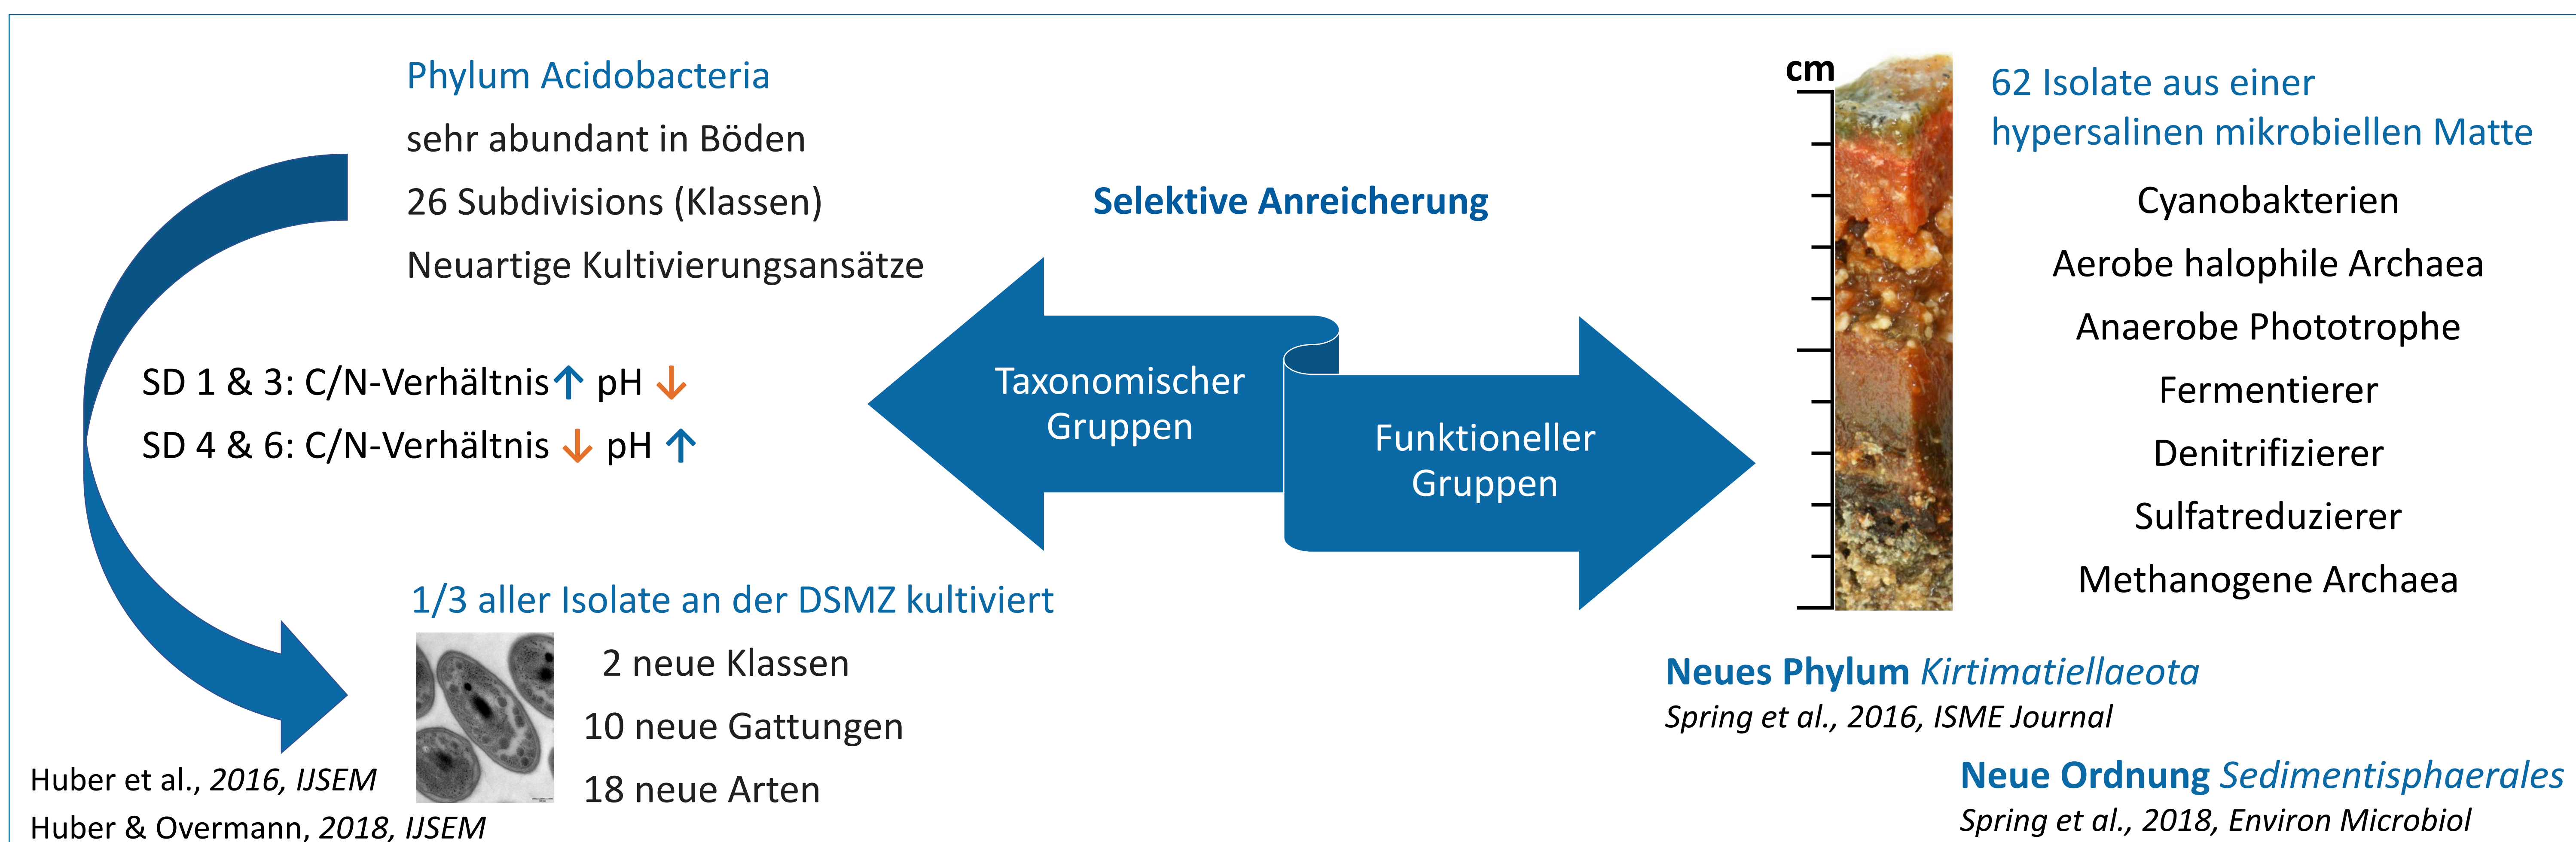 Phylum Acidobacteria
sehr abundant in Böden
26 Subdivisions (Klassen)
Neuartige Kultivierungsansätze
SD 1 & 3: C/N-Verhältnis↑ pH ↓
SD 4 & 6: C/N-Verhältnis ↓ pH ↑
1/3 aller Isolate an der DSMZ kultiviert
2 neue Klassen
10 neue Gattungen
18 neue Arten
Huber et al., 2016, IJSEM
Huber & Overmann, 2018, IJSEM
Selektive Anreicherung
Taxonomischer
Gruppen
Funktioneller
Gruppen
cm
62 Isolate aus einer
hypersalinen mikrobiellen Matte
Cyanobakterien
Aerobe halophile Archaea
Anaerobe Phototrophe
Fermentierer
Denitrifizierer
Sulfatreduzierer
Methanogene Archaea
Neues Phylum Kirtimatiellaeota
Spring et al., 2016, ISME Journal
Neue Ordnung Sedimentisphaerales
Spring et al., 2018, Environ Microbiol